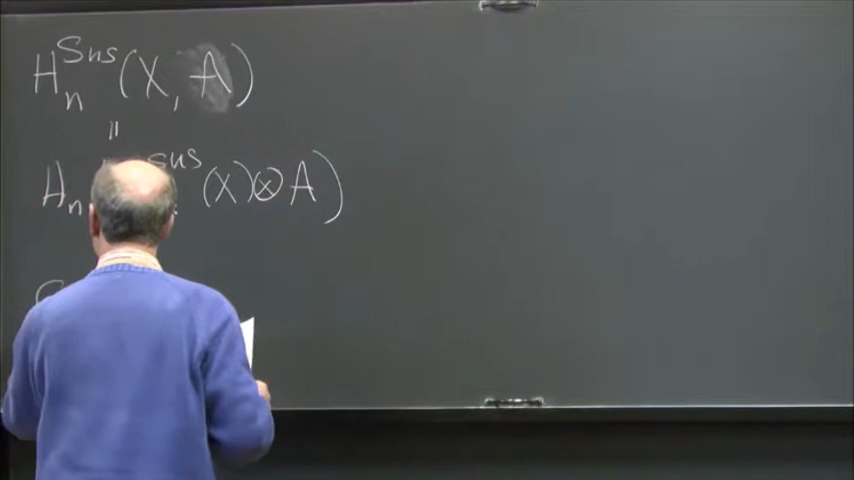 H_n^{Sus}(X, A)
=
H_n sus(X)⊗A)
C